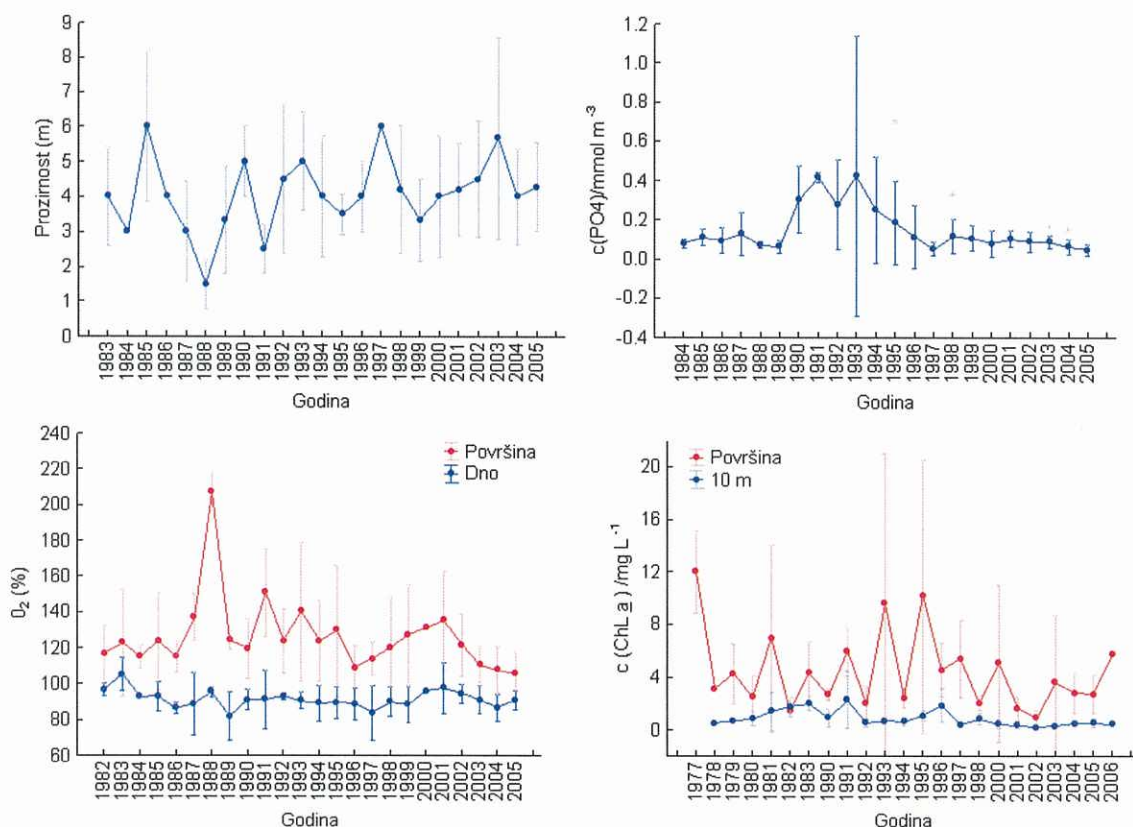 9
8
7
6
5
4
3
2
1
0
Prozirnost (m)
1983 1984 1985 1986 1987 1988 1989 1990 1991 1992 1993 1994 1995 1996 1997 1998 1999 2000 2001 2002 2003 2004 2005
Godina
1.2
1.0
0.8
0.6
0.4
0.2
0.0
-0.2
-0.4
c(PO4)/mmol m⁻³
1984 1985 1986 1987 1988 1989 1990 1991 1992 1993 1994 1995 1996 1997 1998 1999 2000 2001 2002 2003 2004 2005
Godina
240
220
200
180
160
140
120
100
80
60
O₂ (%)
Površina
Dno
1982 1983 1984 1985 1986 1987 1988 1989 1990 1991 1992 1993 1994 1995 1996 1997 1998 1999 2000 2001 2002 2003 2004 2005
Godina
20
16
12
8
4
0
c (ChL a) /mg L⁻¹
Površina
10 m
1977 1978 1979 1980 1981 1982 1983 1990 1991 1992 1993 1994 1995 1996 1997 1998 2000 2001 2002 2003 2004 2005 2006
Godina